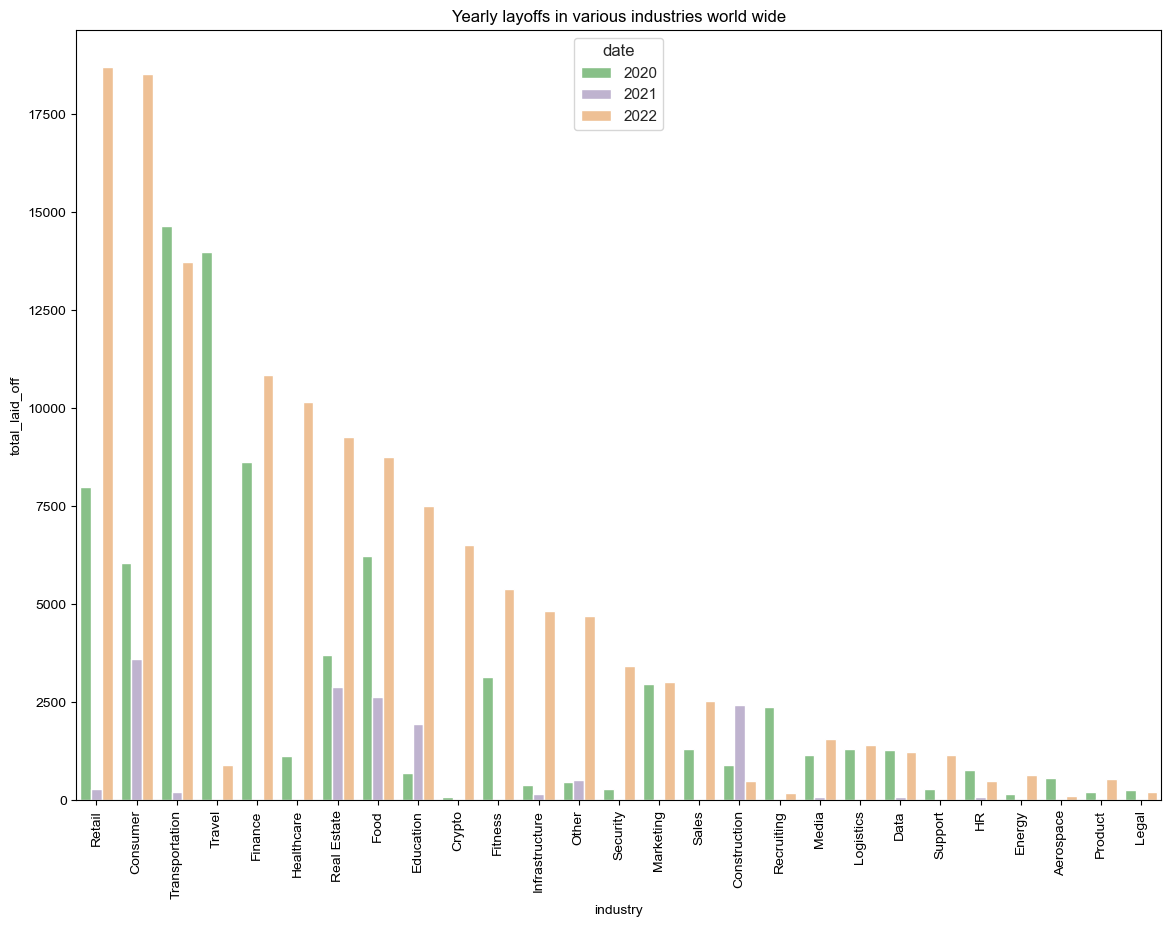 Yearly layoffs in various industries world wide
date
2020
2021
2022
total_laid_off
17500
15000
12500
10000
7500
5000
2500
0
Retail
Consumer
Transportation
Travel
Finance
Healthcare
Real Estate
Food
Education
Crypto
Fitness
Infrastructure
Other
Security
Marketing
Sales
Construction
Recruiting
Media
Logistics
Data
Support
HR
Energy
Aerospace
Product
Legal
industry